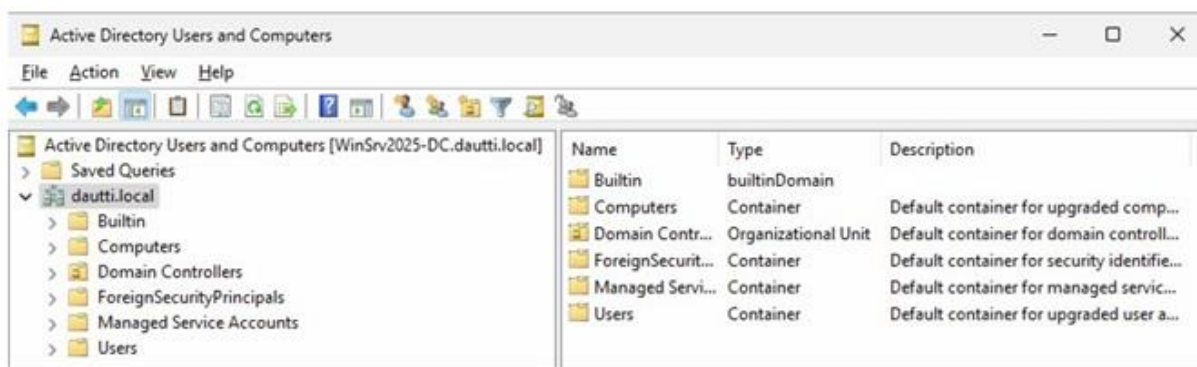 Active Directory Users and Computers
File Action View Help
Active Directory Users and Computers [WinSrv2025-DC.dautti.local]
Saved Queries
dautti.local
Builtin
Computers
Domain Controllers
ForeignSecurityPrincipals
Managed Service Accounts
Users
Name Type Description
Builtin builtinDomain
Computers Container Default container for upgraded comp...
Domain Contr... Organizational Unit Default container for domain controll...
ForeignSecurit... Container Default container for security identifie...
Managed Servi... Container Default container for managed servic...
Users Container Default container for upgraded user a...